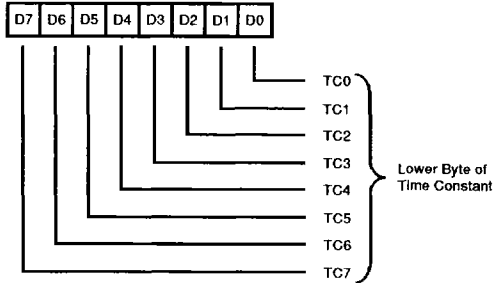 D7 D6 D5 D4 D3 D2 D1 D0
TC0
TC1
TC2
TC3
TC4
TC5
TC6
TC7
Lower Byte of
Time Constant